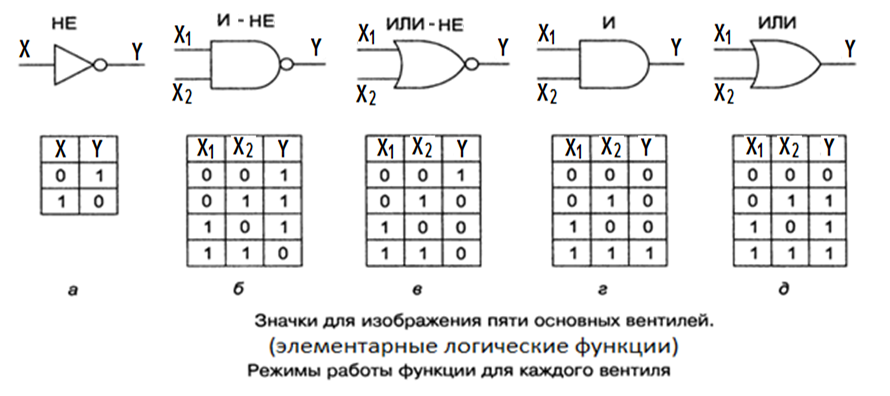 НЕ И - НЕ ИЛИ - НЕ И ИЛИ
X Y X1 Y X1 Y X1 Y X1 Y
X2 X2 X2 X2
X Y X1 X2 Y X1 X2 Y X1 X2 Y X1 X2 Y
0 1 0 0 1 0 0 1 0 0 0 0 0 0
1 0 0 1 1 0 1 0 0 1 0 0 1 1
1 0 1 1 0 0 1 0 0 1 0 1
1 1 0 1 1 0 1 1 1 1 1 1
а б в г д
Значки для изображения пяти основных вентилей.
(элементарные логические функции)
Режимы работы функции для каждого вентиля